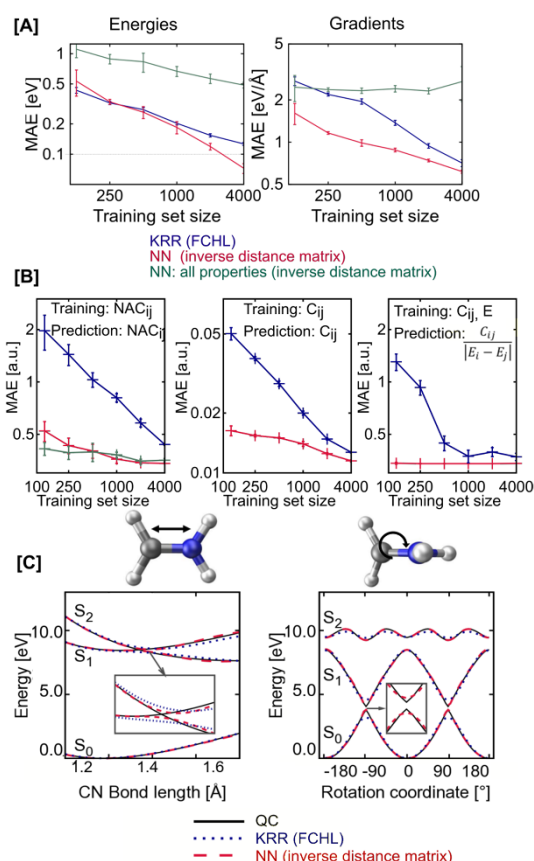 [A]
Energies
Gradients
MAE [eV]
1
0.5
0.1
250
1000
4000
Training set size
MAE [eV/Å]
5
2
1
0.5
250
1000
4000
Training set size
KRR (FCHL)
NN (inverse distance matrix)
NN: all properties (inverse distance matrix)
[B]
Training: NACij
Prediction: NACij
MAE [a.u.]
2
1
0.5
100
250
1000
4000
Training set size
Training: Cij
Prediction: Cij
0.05
0.02
0.01
100
250
1000
4000
Training set size
Training: Cij, E
Prediction: Cij / |Ei − Ej|
MAE [a.u.]
2
1
0.5
100
250
1000
4000
Training set size
[C]
S2
S1
S0
Energy [eV]
10.0
5.0
0.0
1.2
1.4
1.6
CN Bond length [Å]
S2
S1
S0
Energy [eV]
10.0
5.0
0.0
-180
-90
0
90
180
Rotation coordinate [°]
QC
KRR (FCHL)
NN (inverse distance matrix)